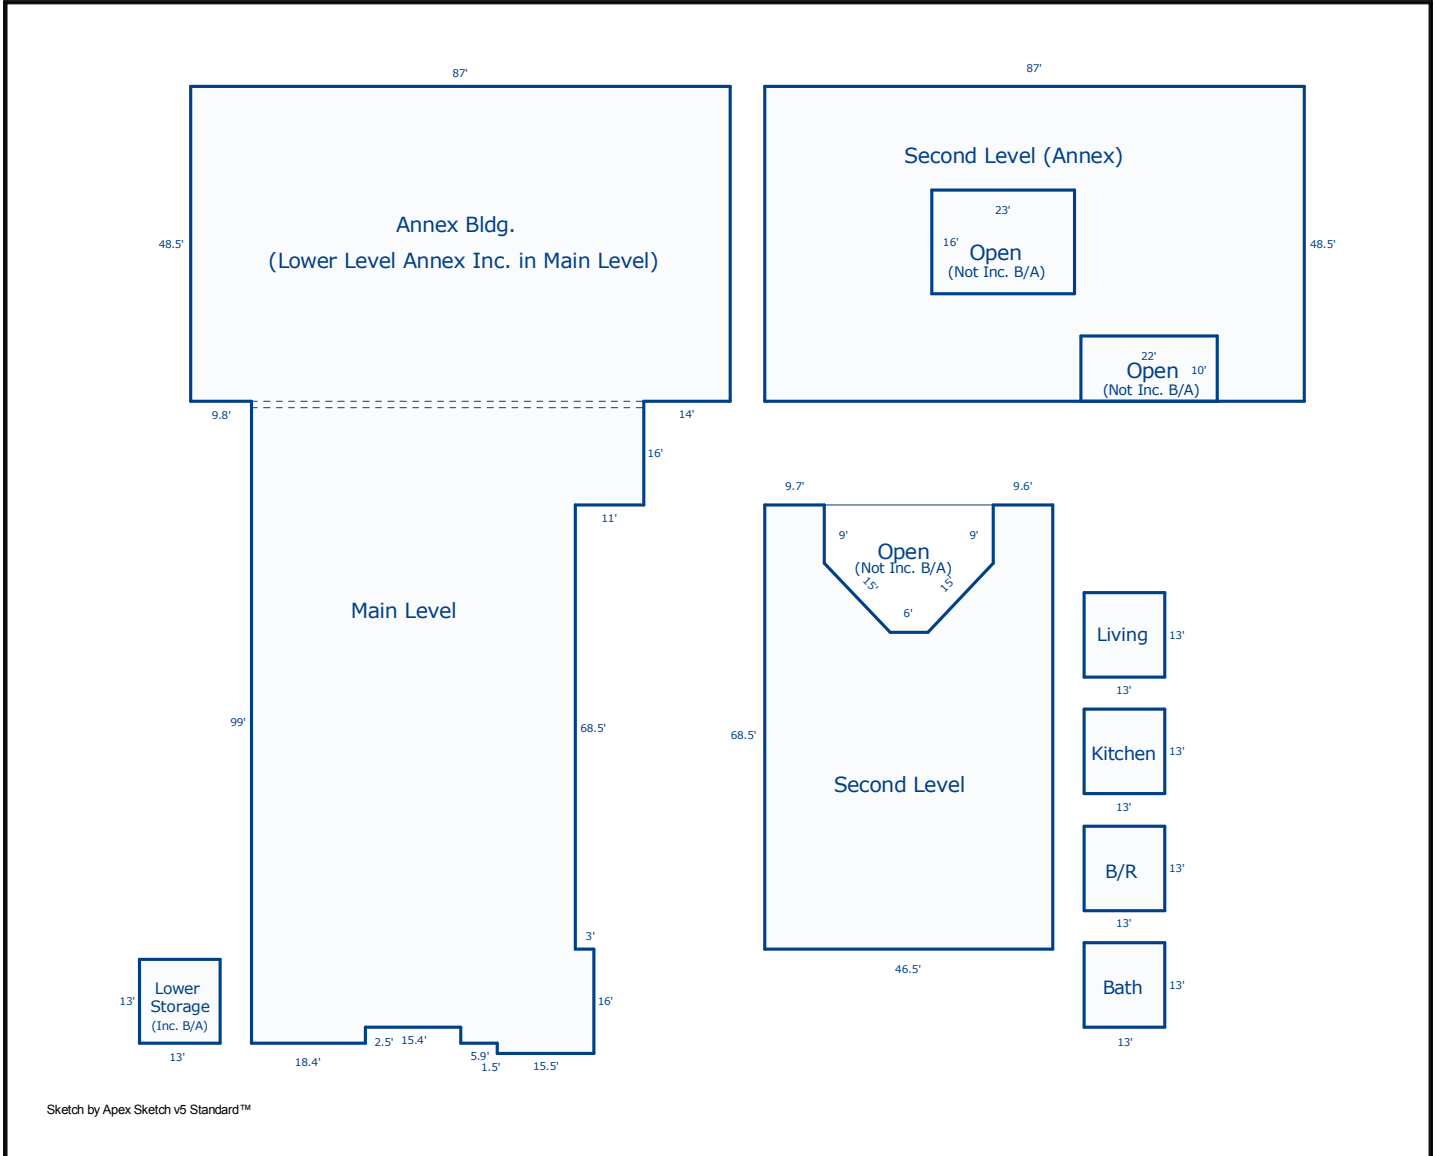 87'
87'
Annex Bldg.
(Lower Level Annex Inc. in Main Level)
48.5'
9.8'
14'
16'
11'
Second Level (Annex)
23'
16'
Open
(Not Inc. B/A)
48.5'
22'
Open
10'
(Not Inc. B/A)
Main Level
99'
68.5'
3'
16'
18.4'
2.5'
15.4'
5.9'
1.5'
15.5'
Lower
Storage
(Inc. B/A)
13'
13'
9.7'
9.6'
9'
9'
Open
(Not Inc. B/A)
15'
15'
6'
68.5'
Second Level
46.5'
Living
13'
13'
Kitchen
13'
13'
B/R
13'
13'
Bath
13'
13'
Sketch by Apex Sketch v5 Standard™